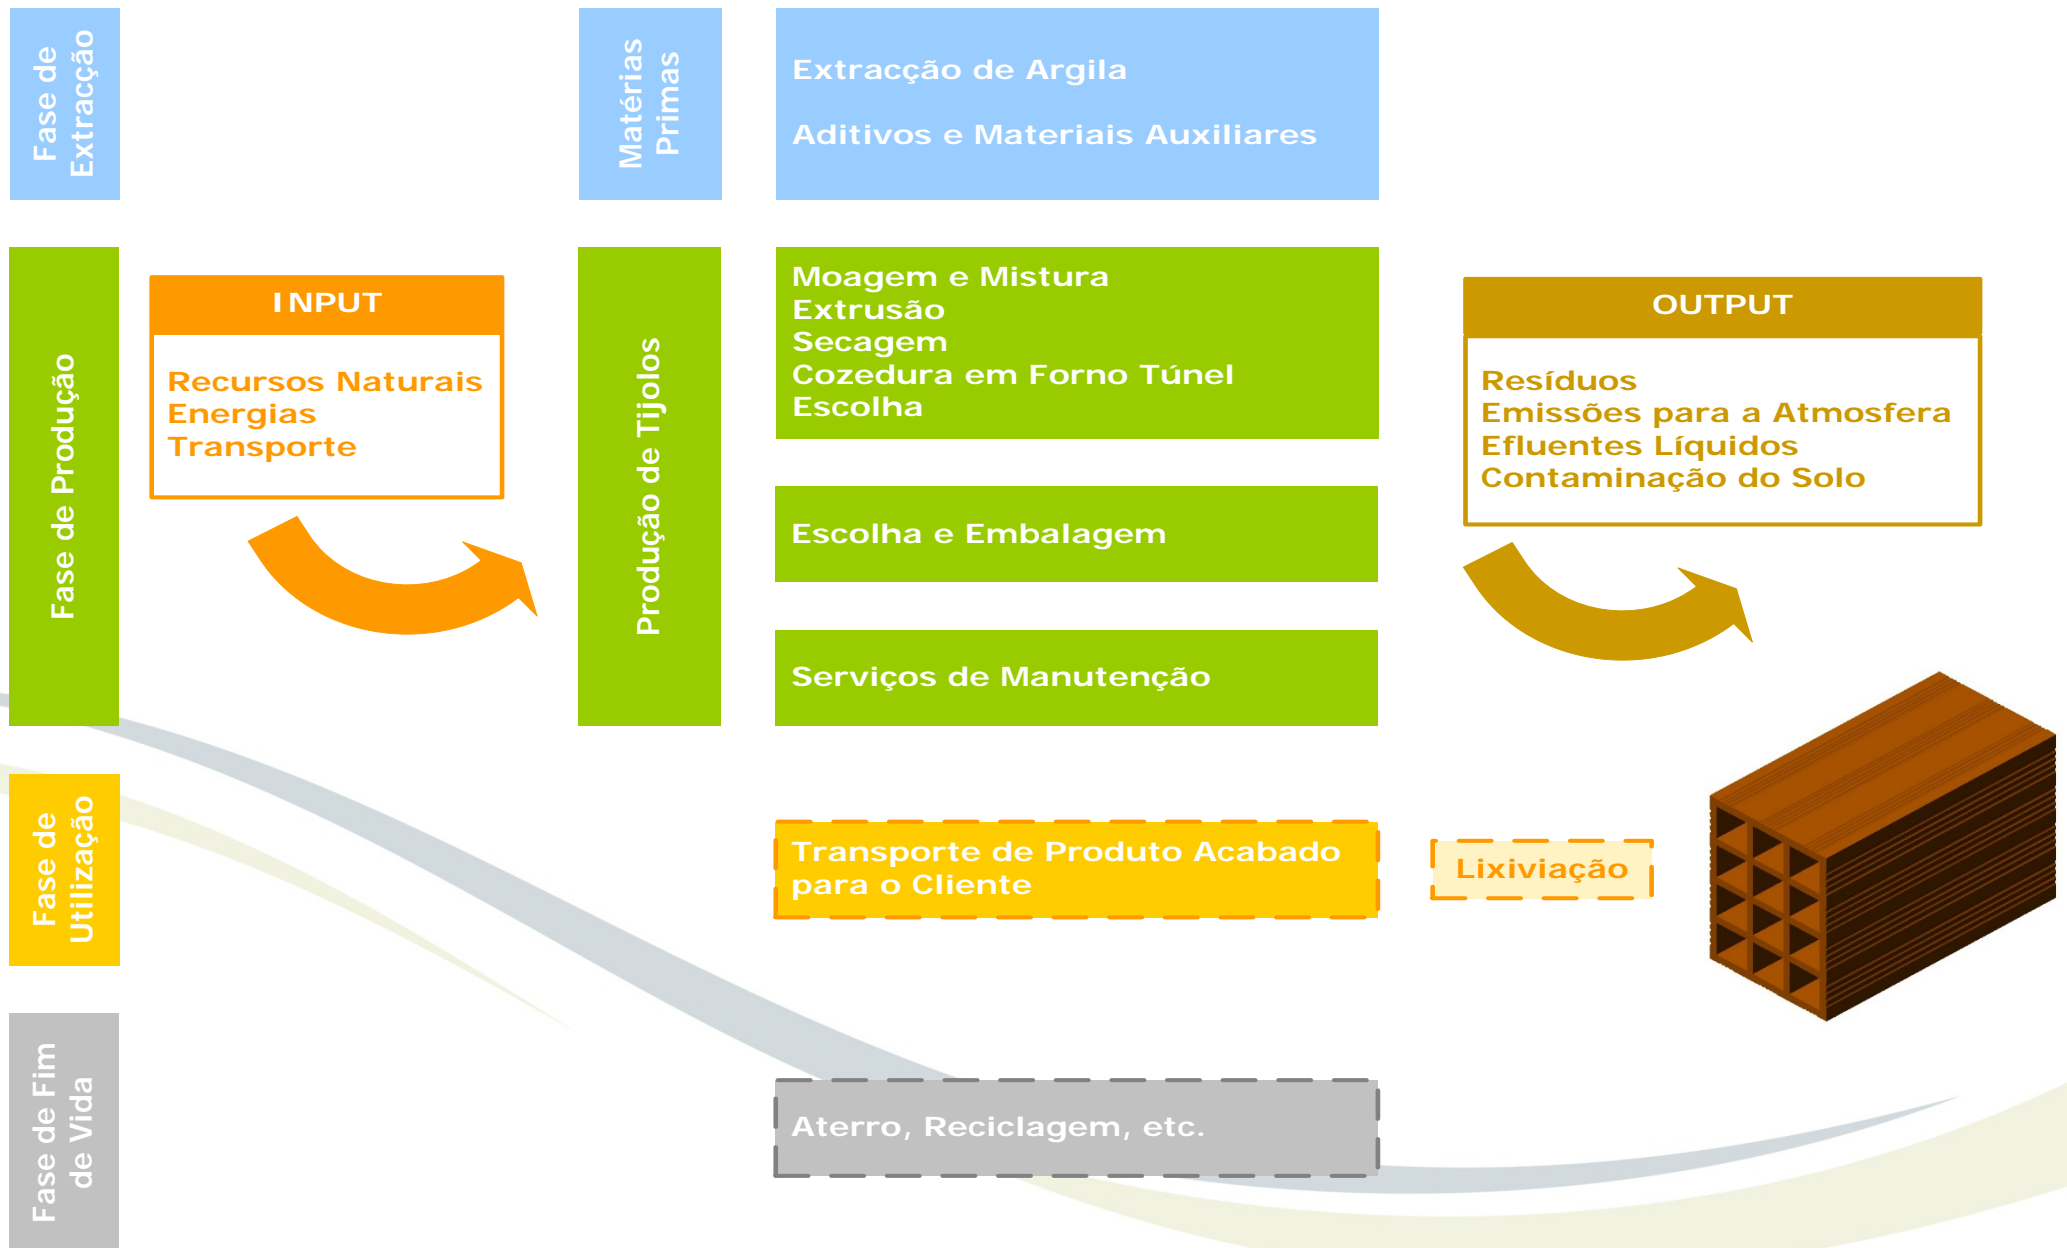 Fase de
Extracção
Matérias
Primas
Extracção de Argila
Aditivos e Materiais Auxiliares
Fase de Produção
INPUT
Recursos Naturais
Energias
Transporte
Produção de Tijolos
Moagem e Mistura
Extrusão
Secagem
Cozedura em Forno Túnel
Escolha
Escolha e Embalagem
Serviços de Manutenção
OUTPUT
Resíduos
Emissões para a Atmosfera
Efluentes Líquidos
Contaminação do Solo
Fase de
Utilização
Transporte de Produto Acabado
para o Cliente
Lixiviação
Fase de Fim
de Vida
Aterro, Reciclagem, etc.